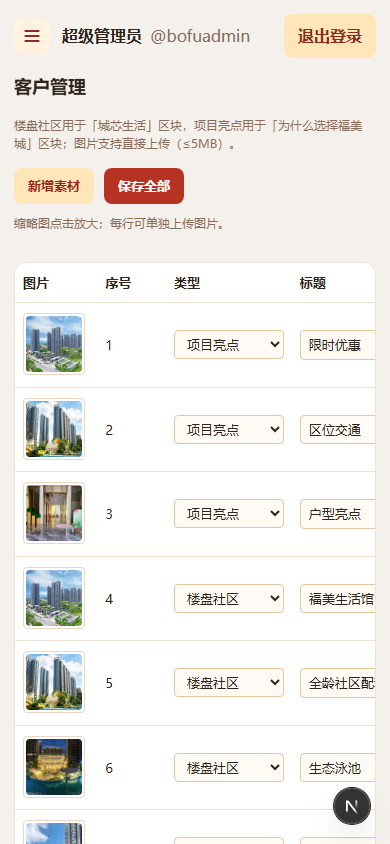 超级管理员 @bofuadmin 退出登录
客户管理
楼盘社区用于「城芯生活」区块，项目亮点用于「为什么选择福美
城」区块；图片支持直接上传（≤5MB）。
新增素材 保存全部
缩略图点击放大；每行可单独上传图片。
图片 序号 类型 标题
1 项目亮点 限时优惠
2 项目亮点 区位交通
3 项目亮点 户型亮点
4 楼盘社区 福美生活馆
5 楼盘社区 全龄社区配
6 楼盘社区 生态泳池
N